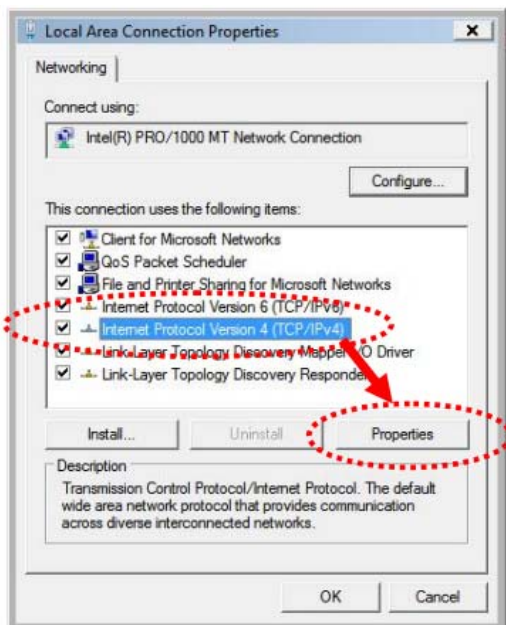 Local Area Connection Properties
Networking
Connect using:
Intel(R) PRO/1000 MT Network Connection
Configure...
This connection uses the following items:
Client for Microsoft Networks
QoS Packet Scheduler
File and Printer Sharing for Microsoft Networks
Internet Protocol Version 6 (TCP/IPv6)
Internet Protocol Version 4 (TCP/IPv4)
Link-Layer Topology Discovery Mapper I/O Driver
Link-Layer Topology Discovery Responder
Install...
Uninstall
Properties
Description
Transmission Control Protocol/Internet Protocol. The default
wide area network protocol that provides communication
across diverse interconnected networks.
OK
Cancel